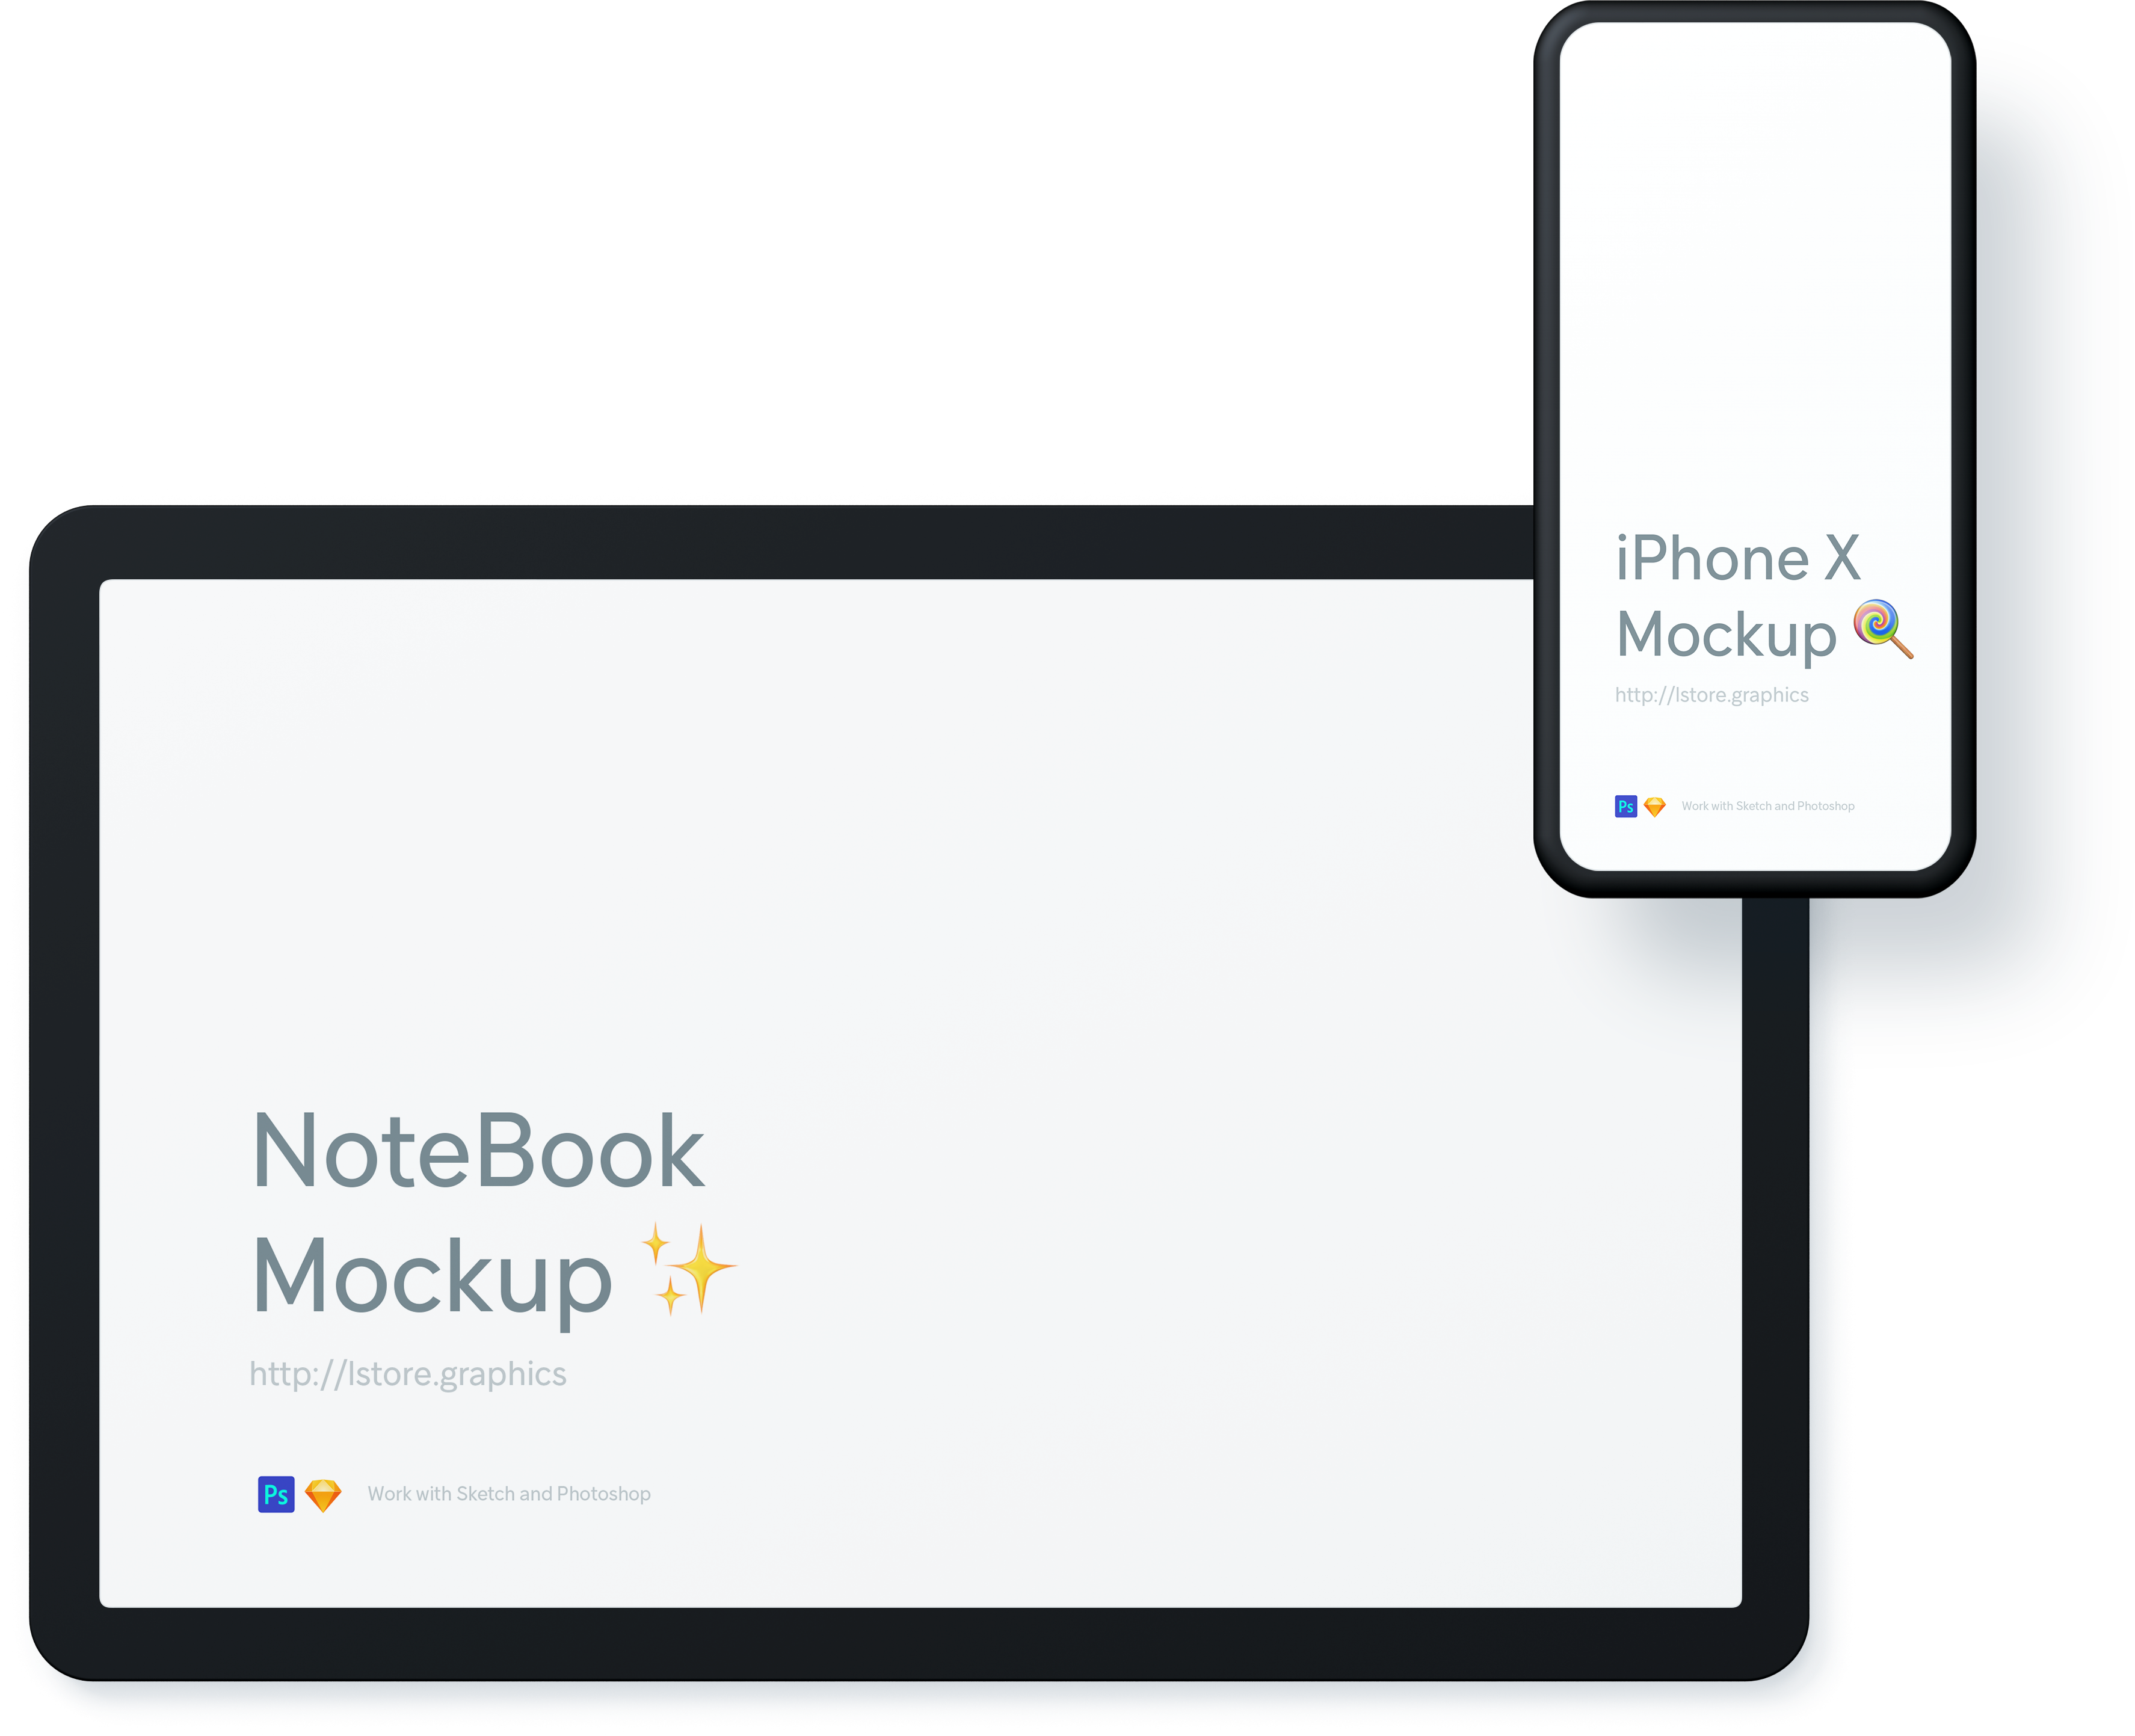 iPhone X
Mockup
http://lstore.graphics
Ps
Work with Sketch and Photoshop
NoteBook
Mockup
http://lstore.graphics
Ps
Work with Sketch and Photoshop